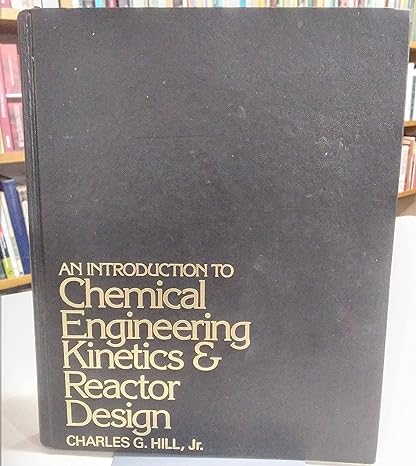 AN INTRODUCTION TO
Chemical
Engineering
Kinetics &
Reactor
Design
CHARLES G. HILL, Jr.